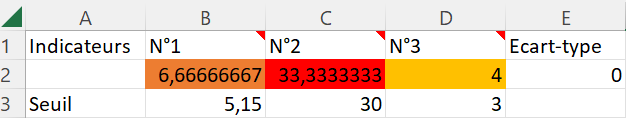 A B C D E
1 Indicateurs N°1 N°2 N°3 Ecart-type
2 6,66666667 33,3333333 4 0
3 Seuil 5,15 30 3